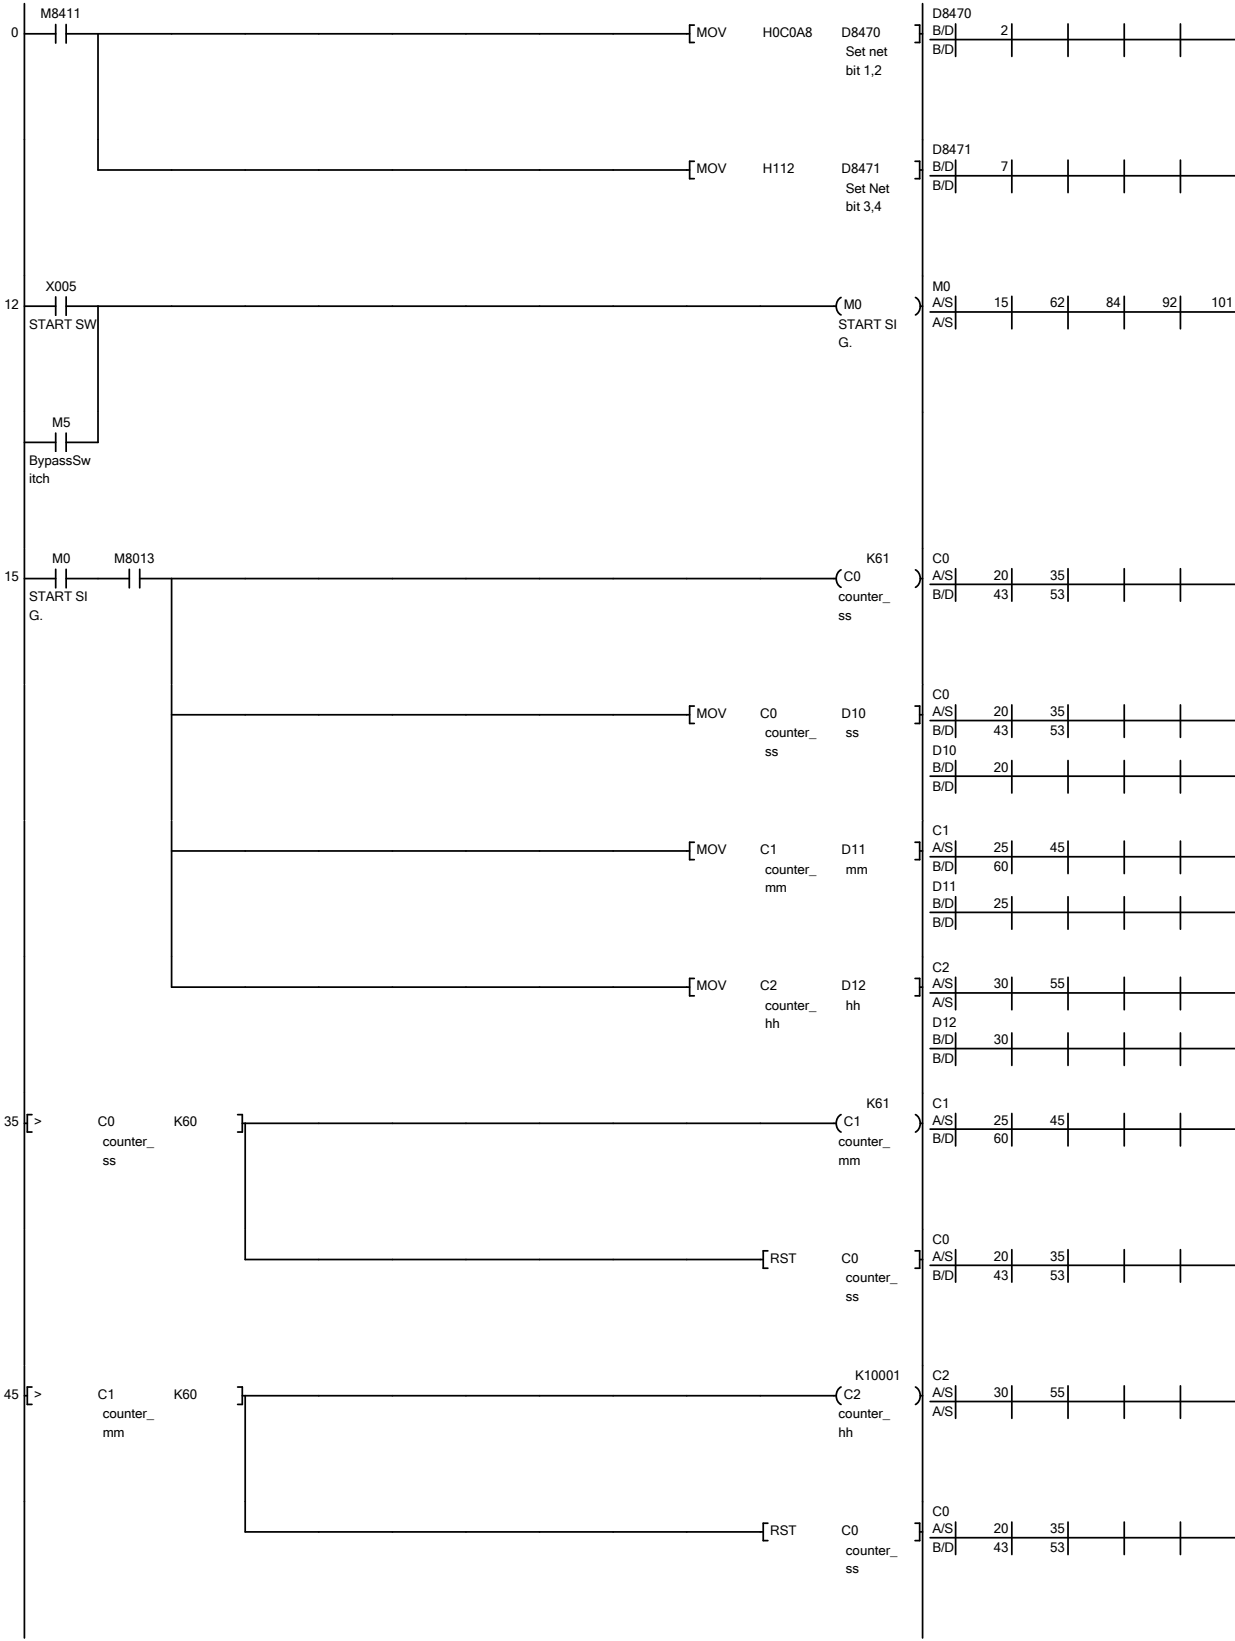 M8411
0
MOV H0C0A8 D8470
Set net
bit 1,2
D8470
B/D 2
B/D
MOV H112 D8471
Set Net
bit 3,4
D8471
B/D 7
B/D
X005
12
START SW
M0
START SI
G.
M0
A/S 15 62 84 92 101
A/S
M5
BypassSw
itch
M0 M8013
15
START SI
G.
K61
C0
counter_
ss
C0
A/S 20 35
B/D 43 53
MOV C0 D10
counter_ ss
ss
C0
A/S 20 35
B/D 43 53
D10
B/D 20
B/D
MOV C1 D11
counter_ mm
mm
C1
A/S 25 45
B/D 60
D11
B/D 25
B/D
MOV C2 D12
counter_ hh
hh
C2
A/S 30 55
A/S
D12
B/D 30
B/D
35 > C0 K60
counter_
ss
K61
C1
counter_
mm
C1
A/S 25 45
B/D 60
RST C0
counter_
ss
C0
A/S 20 35
B/D 43 53
45 > C1 K60
counter_
mm
K10001
C2
counter_
hh
C2
A/S 30 55
A/S
RST C0
counter_
ss
C0
A/S 20 35
B/D 43 53